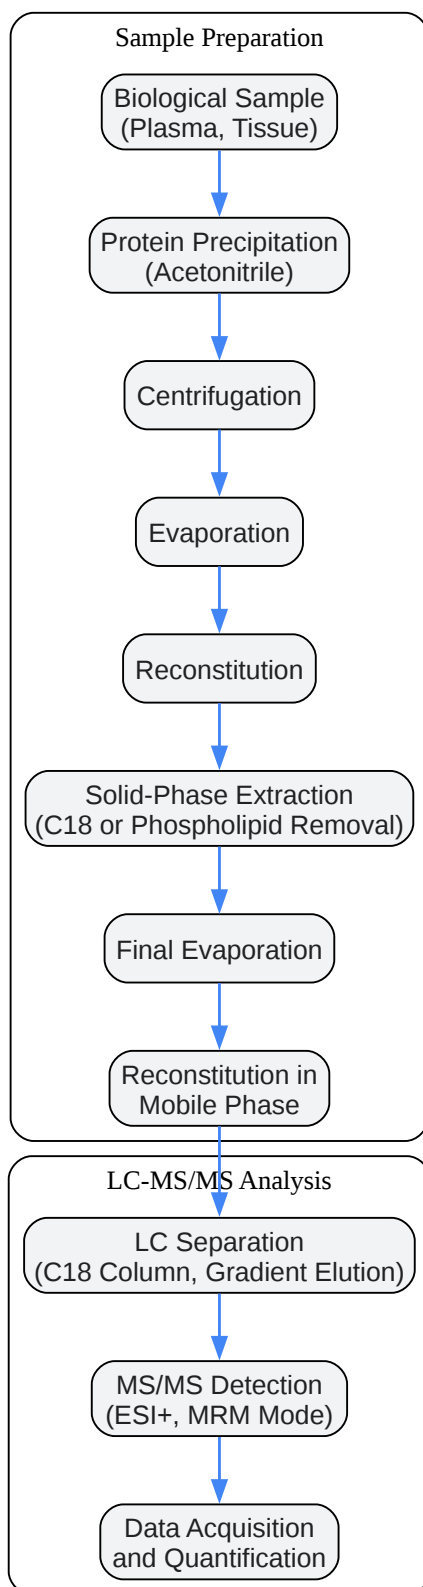 Sample Preparation
Biological Sample
(Plasma, Tissue)
Protein Precipitation
(Acetonitrile)
Centrifugation
Evaporation
Reconstitution
Solid-Phase Extraction
(C18 or Phospholipid Removal)
Final Evaporation
Reconstitution in
Mobile Phase
LC-MS/MS Analysis
LC Separation
(C18 Column, Gradient Elution)
MS/MS Detection
(ESI+, MRM Mode)
Data Acquisition
and Quantification